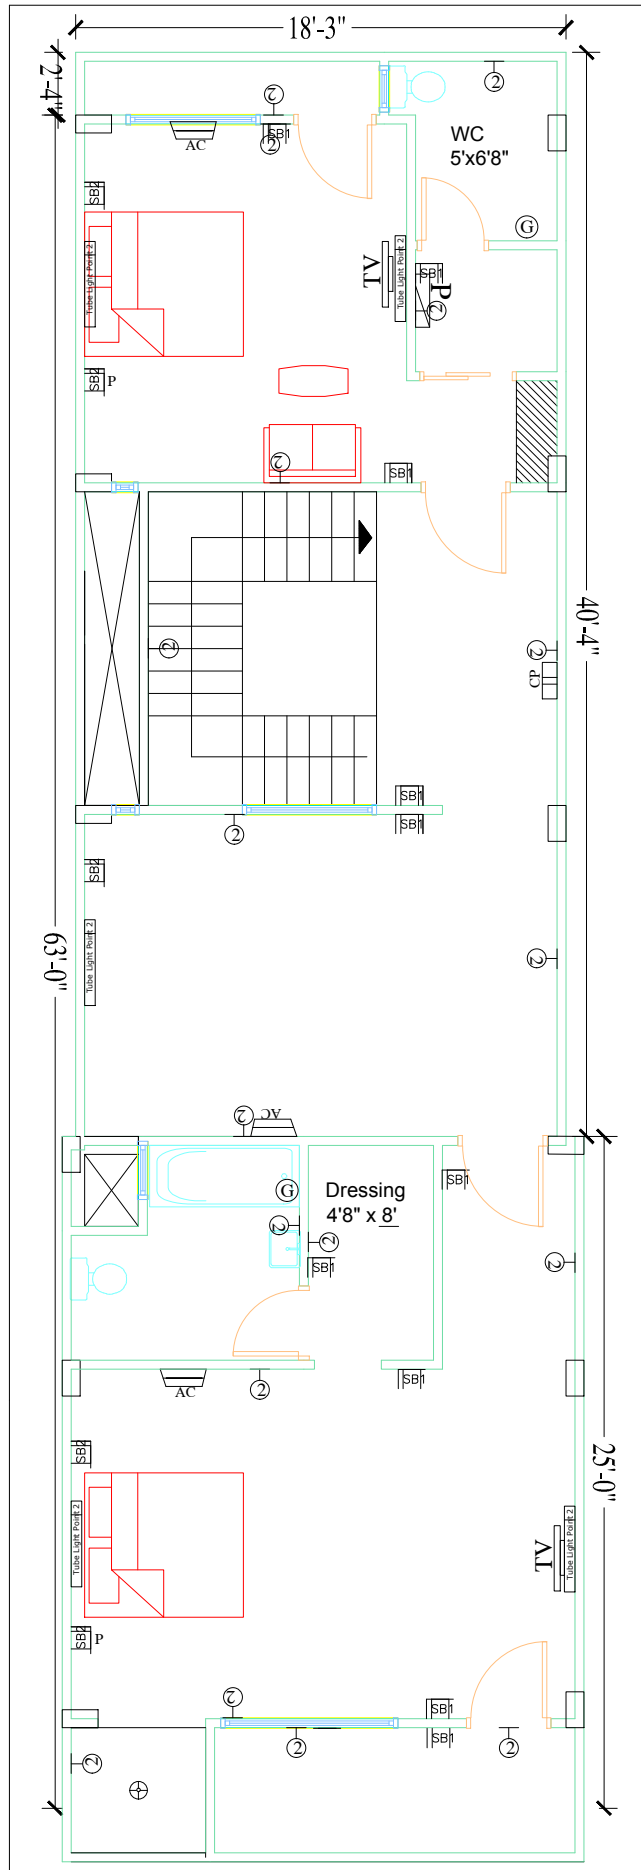 18'-3"
2'-4"
2
2
WC
5'x6'8"
AC
SB1
2
SB2
G
Tube Light Point 2
TV
Tube Light Point 2
SB1
P
2
SB2
P
2
SB1
40'-4"
2
2
CP
SB1
SB1
2
SB2
63'-0"
Tube Light Point 2
2
AC
2
SB1
G
Dressing
4'8" x 8'
2
2
SB1
2
AC
2
SB1
25'-0"
SB2
Tube Light Point 2
TV
Tube Light Point 2
SB2
P
2
SB1
SB1
2
2
2